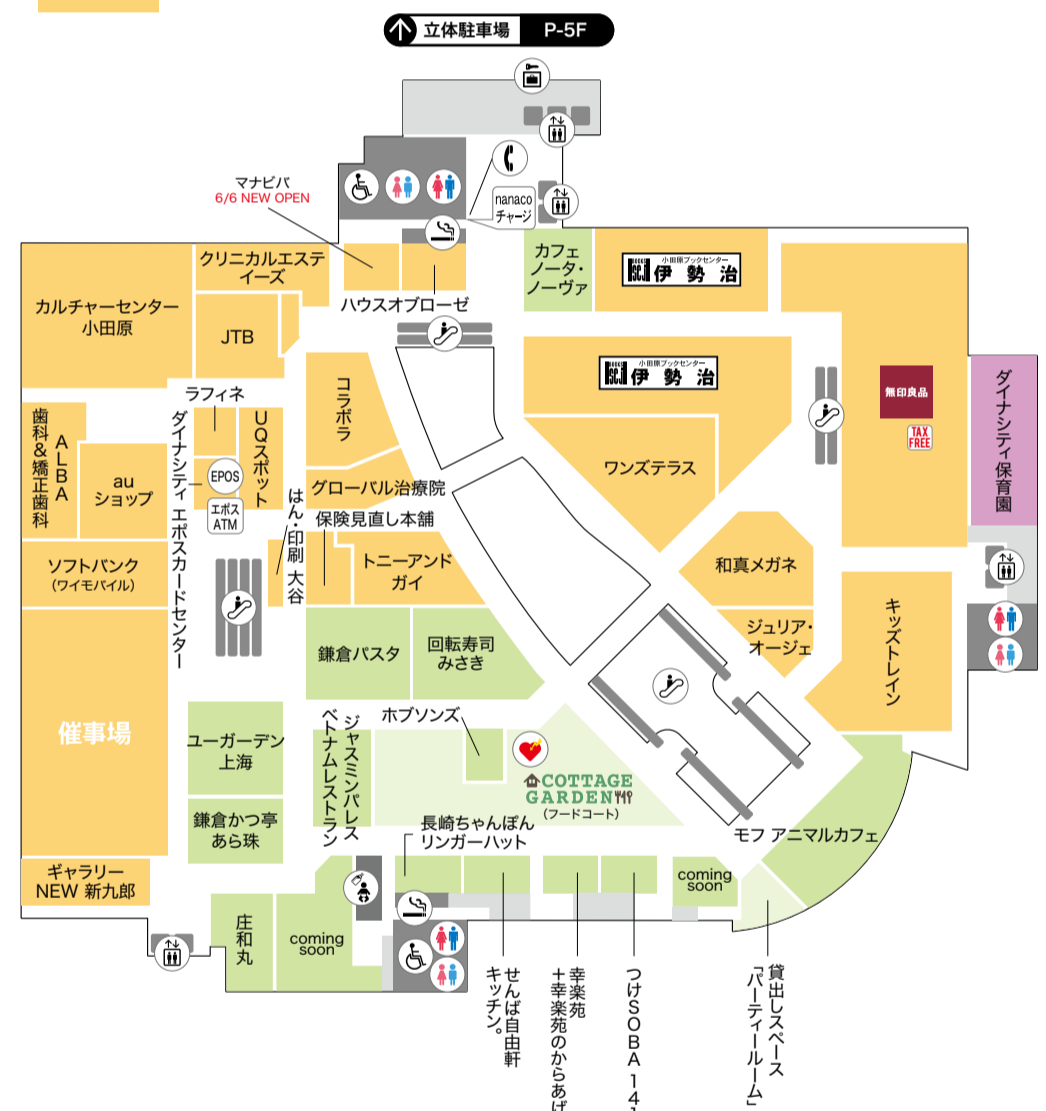 立体駐車場 P-5F
マナビバ
6/6 NEW OPEN
nanaco
チャージ
カルチャーセンター
小田原
クリニカルエステ
イーズ
JTB
ハウスオブローゼ
カフェ
ノータ・
ノーヴァ
小田原ブックセンター
伊勢治
小田原ブックセンター
伊勢治
無印良品
TAX
FREE
ダイナシティ保育園
ラフィネ
コラボラ
ALBA
歯科&矯正歯科
au
ショップ
ダイナシティ エポスカードセンター
EPOS
エポス
ATM
UQスポット
グローバル治療院
ワンズテラス
はん・印刷 大谷
保険見直し本舗
トニーアンド
ガイ
ソフトバンク
(ワイモバイル)
和真メガネ
ジュリア・
オージェ
キッズトレイン
鎌倉パスタ
回転寿司
みさき
催事場
ユーガーデン
上海
ジャスミンパレス
ベトナムレストラン
ホブソンズ
COTTAGE
GARDEN
(フードコート)
鎌倉かつ亭
あら珠
長崎ちゃんぽん
リンガーハット
モフ アニマルカフェ
ギャラリー
NEW 新九郎
庄和丸
coming
soon
coming
soon
せんば自由軒
キッチン。
幸楽苑
+幸楽苑のからあげ
つけSOBA 141
貸出しスペース
「パーティールーム」